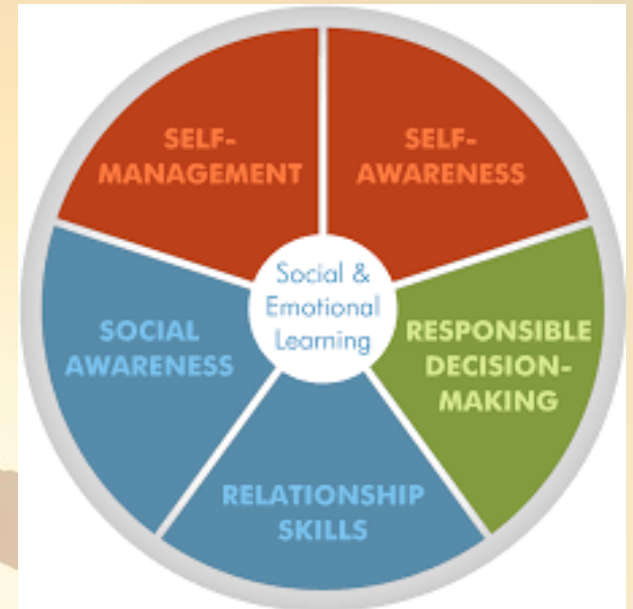 SELF-
MANAGEMENT
SELF-
AWARENESS
Social &
Emotional
Learning
SOCIAL
AWARENESS
RESPONSIBLE
DECISION-
MAKING
RELATIONSHIP
SKILLS